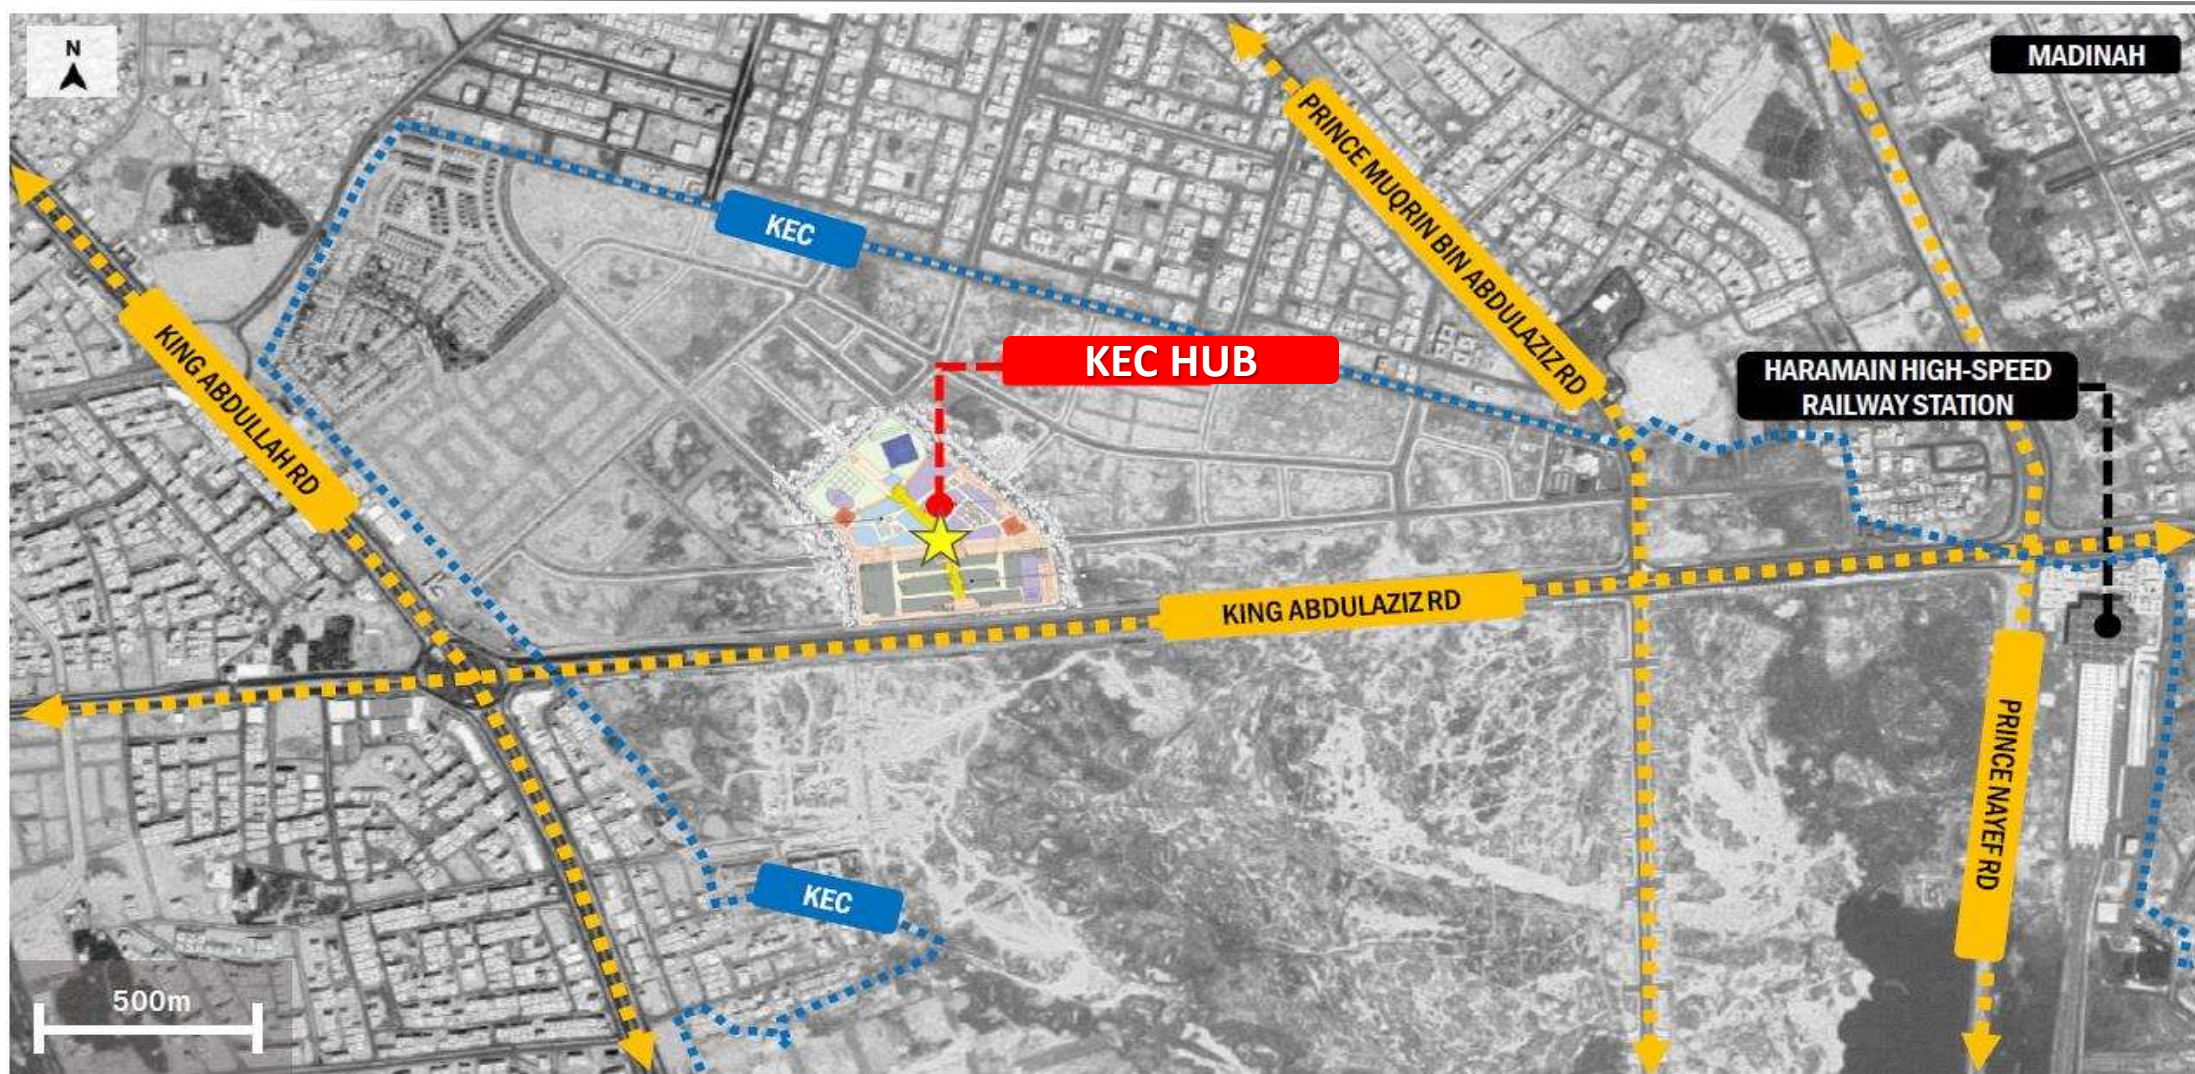 N
MADINAH
PRINCE MUQRIN BIN ABDULAZIZ RD
KEC
KING ABDULLAH RD
KEC HUB
HARAMAIN HIGH-SPEED
RAILWAY STATION
KING ABDULAZIZ RD
PRINCE NAYEF RD
KEC
500m